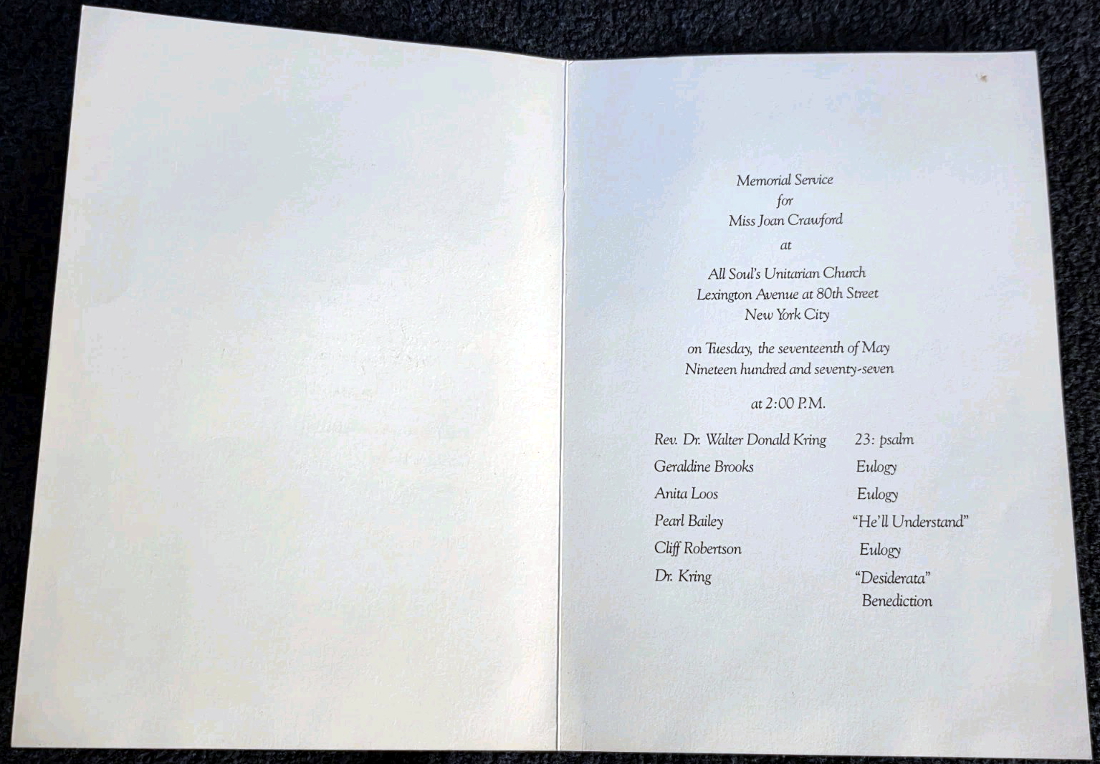 Memorial Service
for
Miss Joan Crawford
at
All Soul's Unitarian Church
Lexington Avenue at 80th Street
New York City
on Tuesday, the seventeenth of May
Nineteen hundred and seventy-seven
at 2:00 P.M.
Rev. Dr. Walter Donald Kring 23: psalm
Geraldine Brooks Eulogy
Anita Loos Eulogy
Pearl Bailey “He'll Understand”
Cliff Robertson Eulogy
Dr. Kring “Desiderata”
Benediction